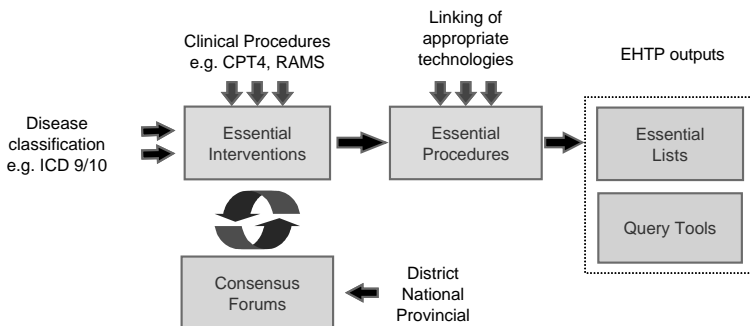 Clinical Procedures
e.g. CPT4, RAMS
Linking of
appropriate
technologies
EHTP outputs
Disease
classification
e.g. ICD 9/10
Essential
Interventions
Essential
Procedures
Essential
Lists
Query Tools
Consensus
Forums
District
National
Provincial